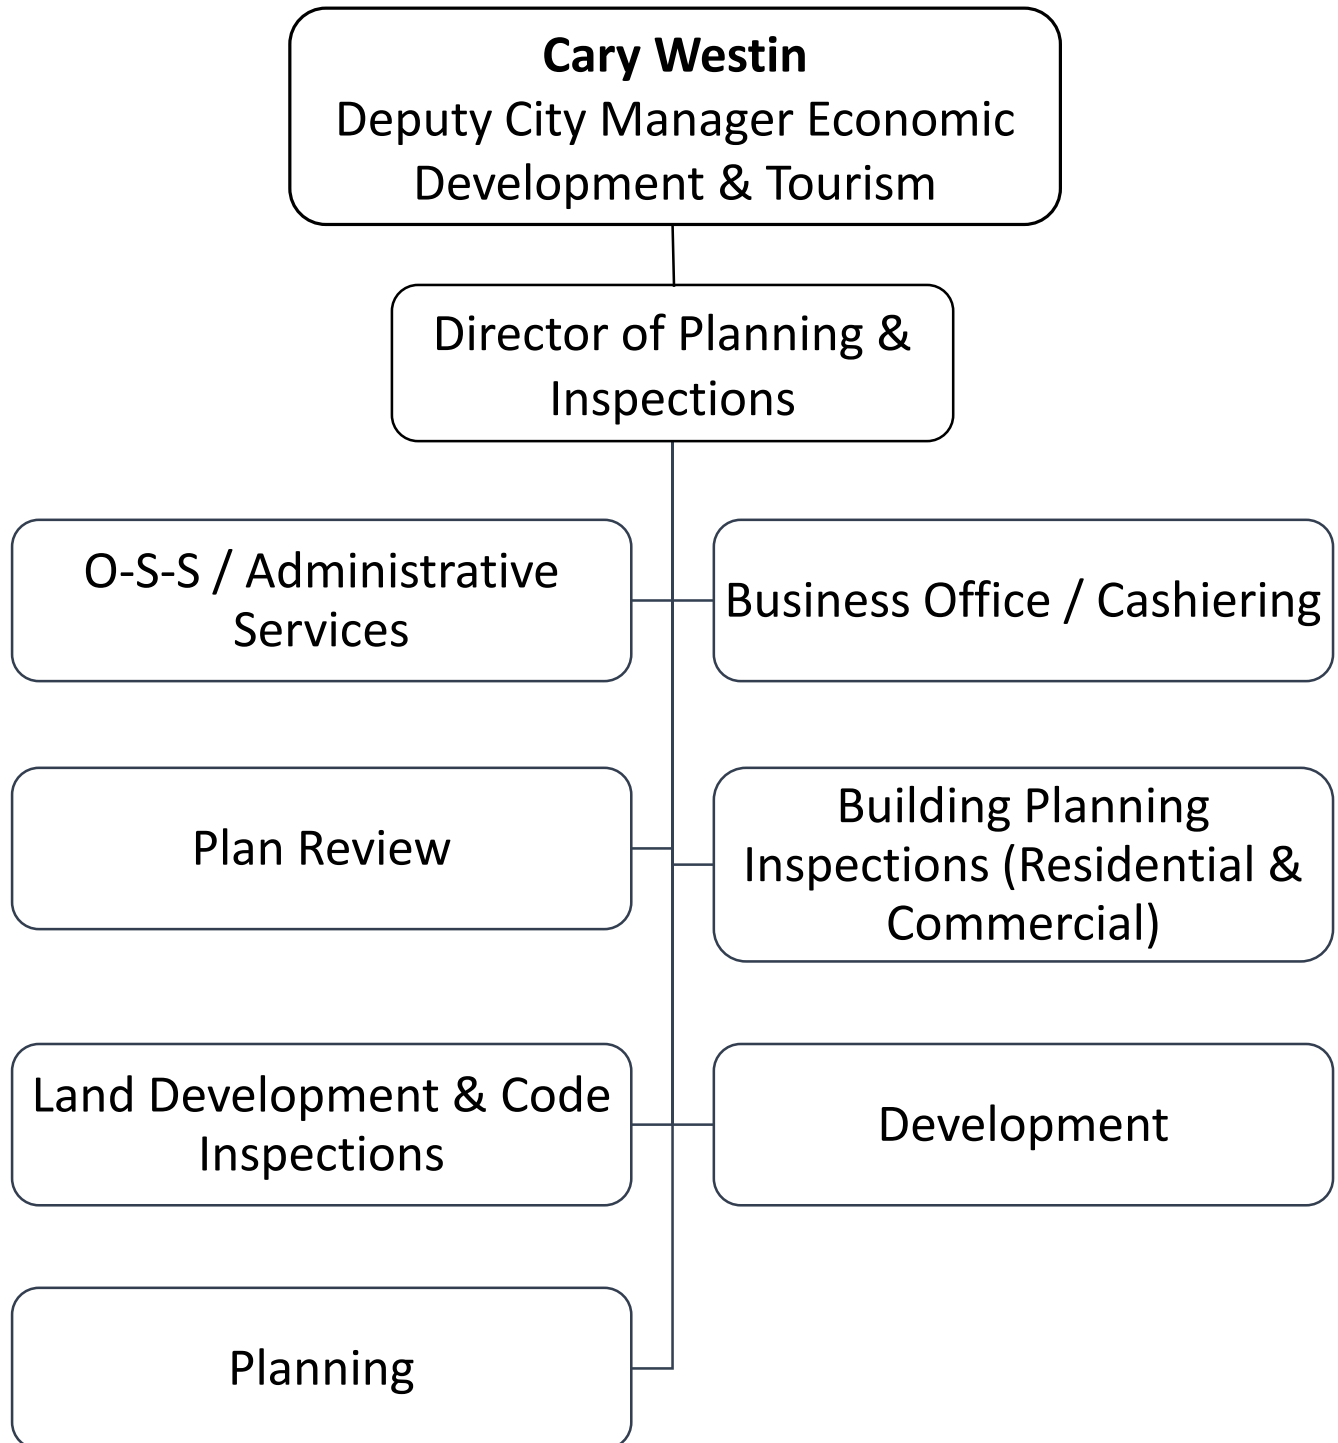 Cary Westin
Deputy City Manager Economic
Development & Tourism
Director of Planning &
Inspections
O-S-S / Administrative
Services
Business Office / Cashiering
Plan Review
Building Planning
Inspections (Residential &
Commercial)
Land Development & Code
Inspections
Development
Planning